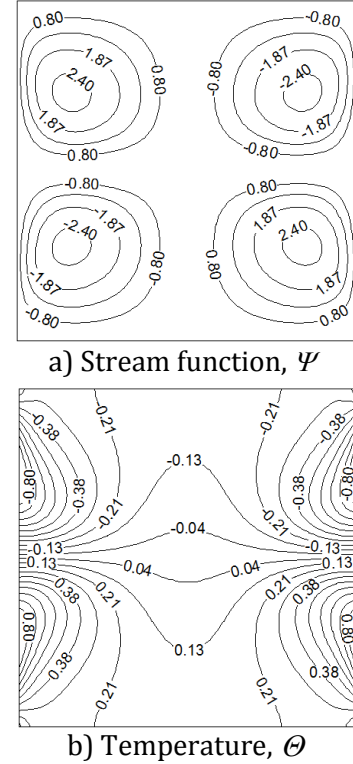 0.80 -0.80
1.87 -1.87
2.40 0.80 -0.80 -2.40
1.87 -1.87
0.80 -0.80
-0.80 0.80
-1.87 1.87
-2.40 -0.80 0.80 2.40
-1.87 1.87
-0.80 0.80
a) Stream function, Ψ
-0.21 -0.21
-0.38 -0.38
-0.13
-0.80 -0.38 -0.38 -0.80
-0.21 -0.21
-0.04
-0.13 -0.13
0.13 0.04 0.04 0.13
0.21 0.21
0.38 0.38
0.80 0.13 0.80
0.38 0.21 0.21 0.38
b) Temperature, Θ